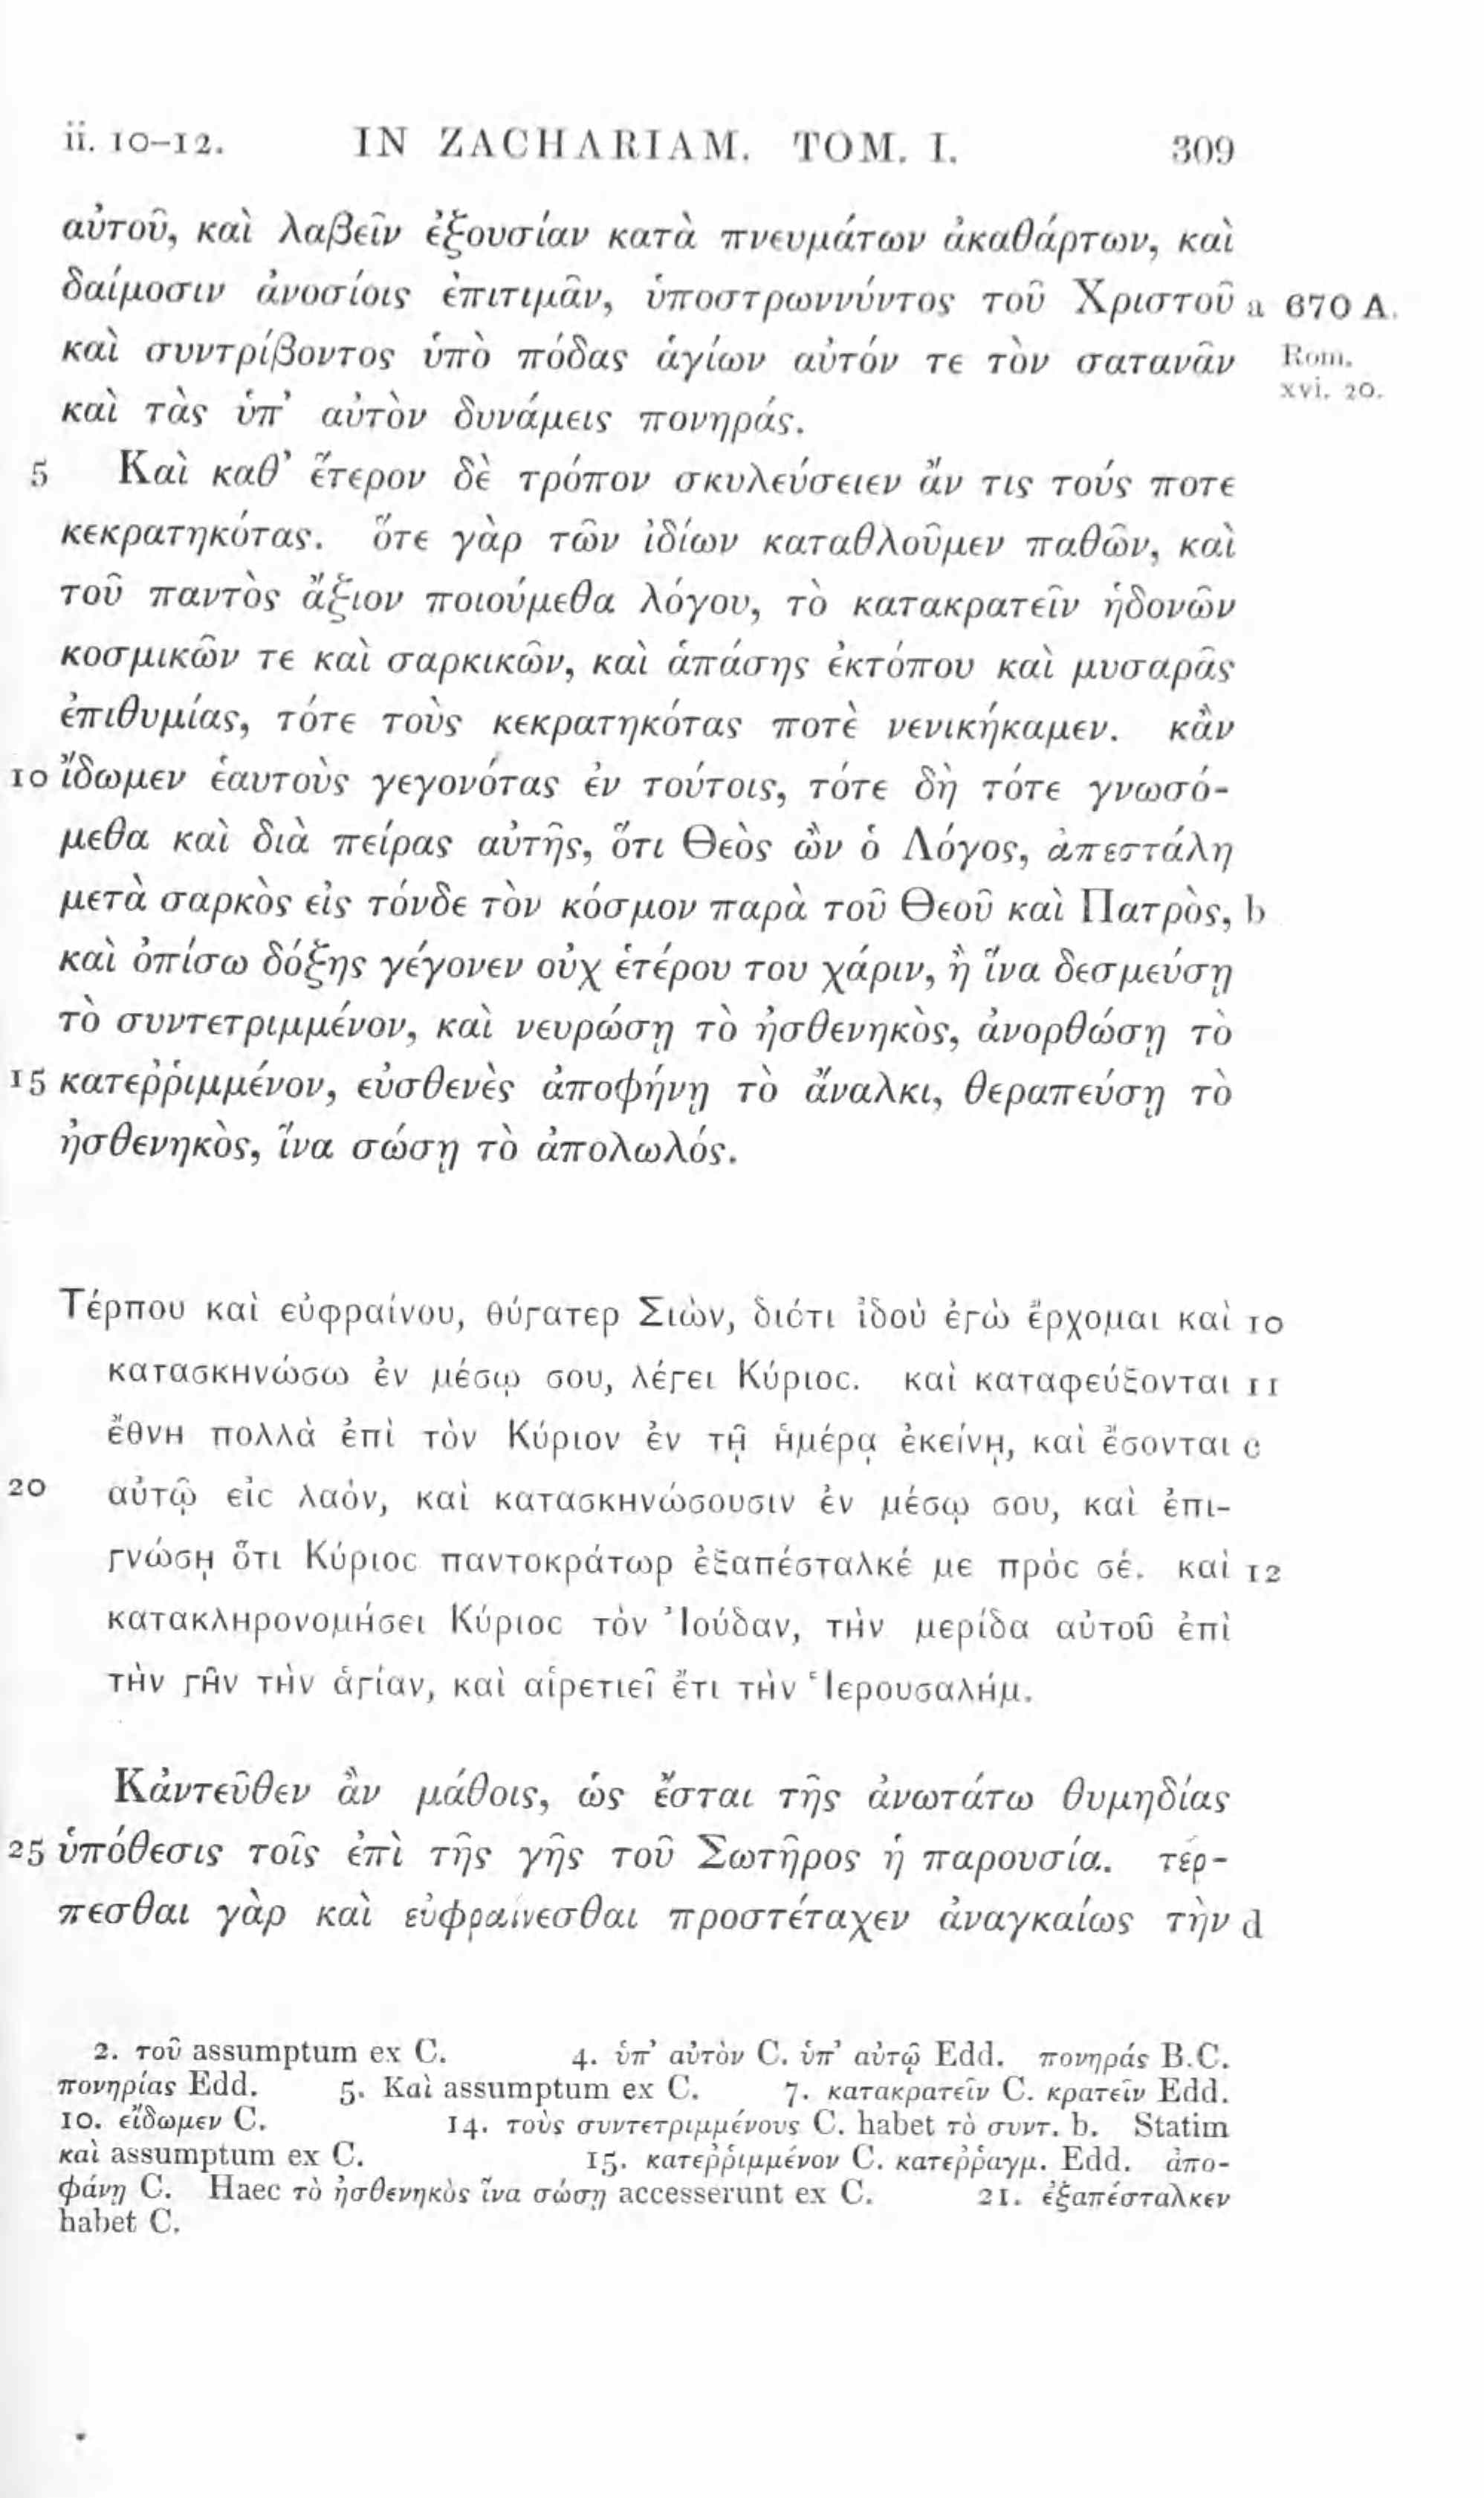 ii. 10–12. IN ZACHARIAM. TOM. I. 309
αὐτοῦ, καὶ λαβεῖν ἐξουσίαν κατὰ πνευμάτων ἀκαθάρτων, καὶ
δαίμοσιν ἀνοσίοις ἐπιτιμᾶν, ὑποστρωννύντος τοῦ Χριστοῦ a 670 A.
καὶ συντρίβοντος ὑπὸ πόδας ἁγίων αὐτόν τε τὸν σατανᾶν Rom.
xvi. 20.
καὶ τὰς ὑπ’ αὐτὸν δυνάμεις πονηράς.
5 Καὶ καθ’ ἕτερον δὲ τρόπον σκυλεύσειεν ἄν τις τούς ποτε
κεκρατηκότας. ὅτε γὰρ τῶν ἰδίων καταθλοῦμεν παθῶν, καὶ
τοῦ παντὸς ἄξιον ποιούμεθα λόγου, τὸ κατακρατεῖν ἡδονῶν
κοσμικῶν τε καὶ σαρκικῶν, καὶ ἁπάσης ἐκτόπου καὶ μυσαρᾶς
ἐπιθυμίας, τότε τοὺς κεκρατηκότας ποτὲ νενικήκαμεν. κἂν
10 ἴδωμεν ἑαυτοὺς γεγονότας ἐν τούτοις, τότε δὴ τότε γνωσό-
μεθα καὶ διὰ πείρας αὐτῆς, ὅτι Θεὸς ὢν ὁ Λόγος, ἀπεστάλη
μετὰ σαρκὸς εἰς τόνδε τὸν κόσμον παρὰ τοῦ Θεοῦ καὶ Πατρὸς, b
καὶ ὀπίσω δόξης γέγονεν οὐχ ἑτέρου του χάριν, ἢ ἵνα δεσμεύσῃ
τὸ συντετριμμένον, καὶ νευρώσῃ τὸ ἠσθενηκὸς, ἀνορθώσῃ τὸ
15 κατεῤῥιμμένον, εὐσθενὲς ἀποφήνῃ τὸ ἄναλκι, θεραπεύσῃ τὸ
ἠσθενηκὸς, ἵνα σώσῃ τὸ ἀπολωλός.
Τέρπου καὶ εὐφραίνου, θύγατερ Σιὼν, διότι ἰδοὺ ἐγὼ ἔρχομαι καὶ 10
κατασκηνώσω ἐν μέσῳ σου, λέγει Κύριος. καὶ καταφεύξονται 11
ἔθνη πολλὰ ἐπὶ τὸν Κύριον ἐν τῇ ἡμέρᾳ ἐκείνῃ, καὶ ἔσονται c
20 αὐτῷ εἰς λαὸν, καὶ κατασκηνώσουσιν ἐν μέσῳ σου, καὶ ἐπι-
γνώσῃ ὅτι Κύριος παντοκράτωρ ἐξαπέσταλκέ με πρὸς σέ. καὶ 12
κατακληρονομήσει Κύριος τὸν Ἰούδαν, τὴν μερίδα αὐτοῦ ἐπὶ
τὴν γῆν τὴν ἁγίαν, καὶ αἱρετιεῖ ἔτι τὴν Ἱερουσαλήμ.
Κἀντεῦθεν ἂν μάθοις, ὡς ἔσται τῆς ἀνωτάτω θυμηδίας
25 ὑπόθεσις τοῖς ἐπὶ τῆς γῆς τοῦ Σωτῆρος ἡ παρουσία. τέρ-
πεσθαι γὰρ καὶ εὐφραίνεσθαι προστέταχεν ἀναγκαίως τὴν d
2. τοῦ assumptum ex C. 4. ὑπ’ αὐτὸν C. ὑπ’ αὐτῷ Edd. πονηράς B.C.
πονηρίας Edd. 5. Καὶ assumptum ex C. 7. κατακρατεῖν C. κρατεῖν Edd.
10. εἴδωμεν C. 14. τοὺς συντετριμμένους C. habet τὸ συντ. b. Statim
καὶ assumptum ex C. 15. κατεῤῥιμμένον C. κατεῤῥαγμ. Edd. ἀπο-
φάνῃ C. Haec τὸ ἠσθενηκὸς ἵνα σώσῃ accesserunt ex C. 21. ἐξαπέσταλκεν
habet C.